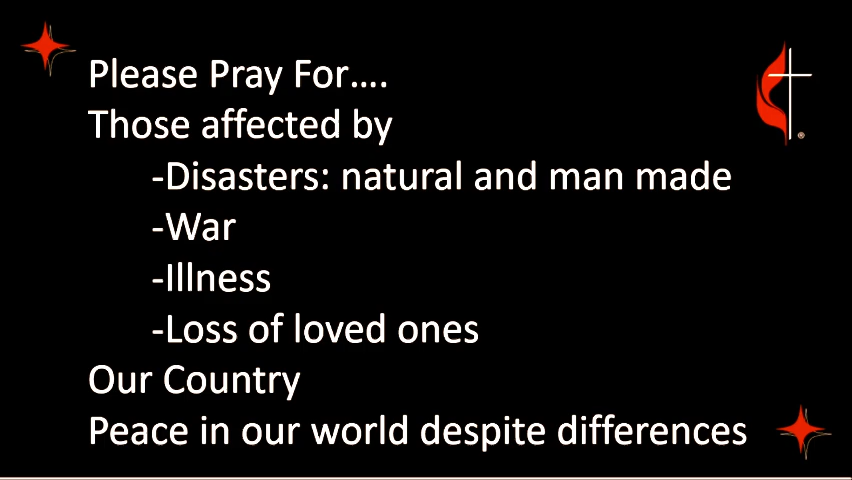 Please Pray For....
Those affected by
-Disasters: natural and man made
-War
-Illness
-Loss of loved ones
Our Country
Peace in our world despite differences